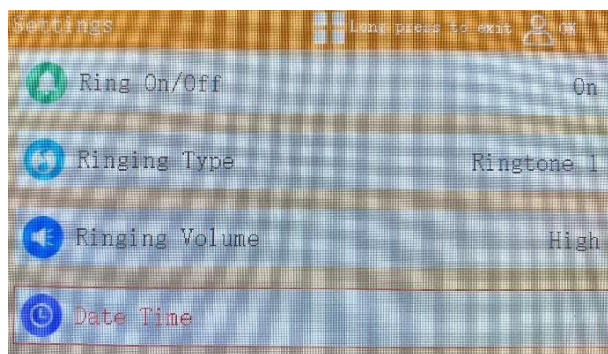 Settings Long press to exit OK
Ring On/Off On
Ringing Type Ringtone 1
Ringing Volume High
Date Time